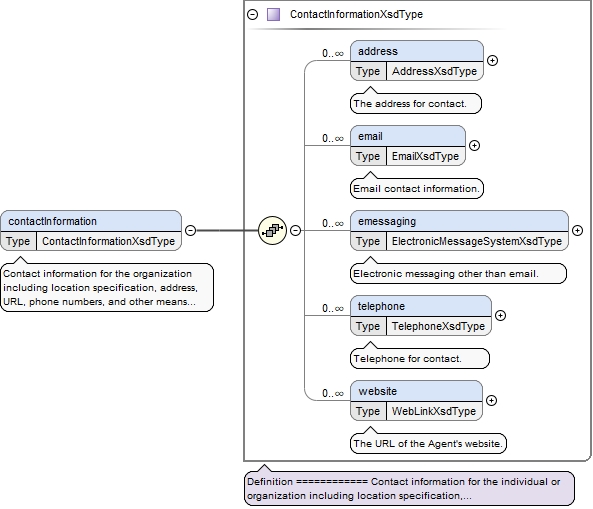 ContactInformationXsdType
0..∞
address
Type AddressXsdType
The address for contact.
0..∞
email
Type EmailXsdType
Email contact information.
contactInformation
Type ContactInformationXsdType
Contact information for the organization
including location specification, address,
URL, phone numbers, and other means...
0..∞
emessaging
Type ElectronicMessageSystemXsdType
Electronic messaging other than email.
0..∞
telephone
Type TelephoneXsdType
Telephone for contact.
0..∞
website
Type WebLinkXsdType
The URL of the Agent's website.
Definition ============ Contact information for the individual or
organization including location specification,...